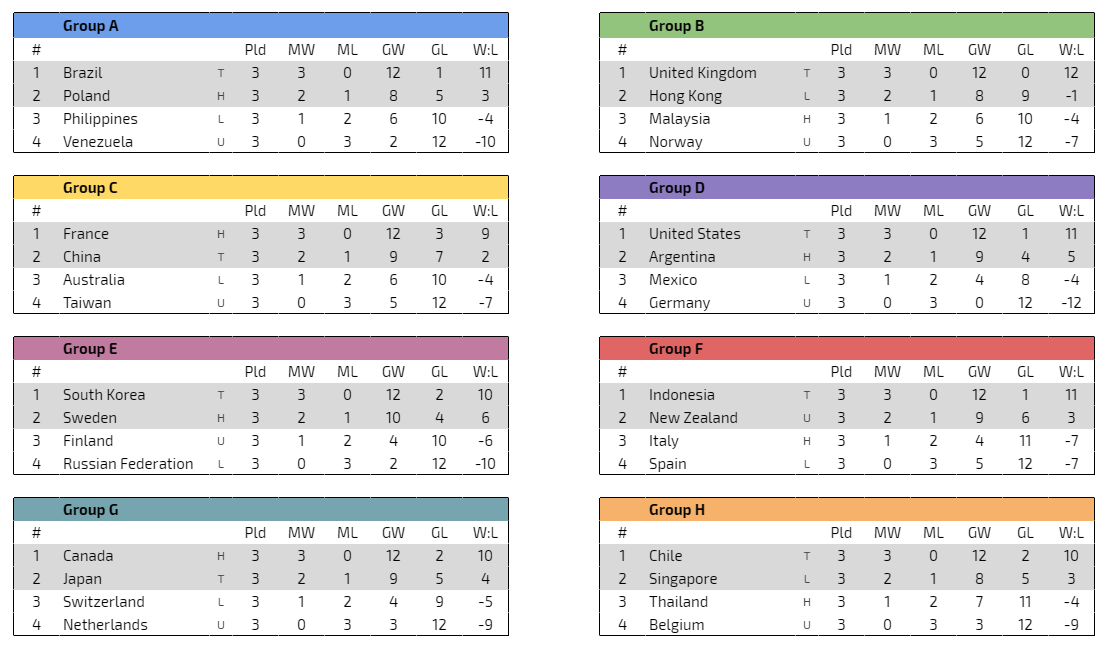 Group A
# Pld MW ML GW GL W:L
1 Brazil T 3 3 0 12 1 11
2 Poland H 3 2 1 8 5 3
3 Philippines L 3 1 2 6 10 -4
4 Venezuela U 3 0 3 2 12 -10
Group B
# Pld MW ML GW GL W:L
1 United Kingdom T 3 3 0 12 0 12
2 Hong Kong L 3 2 1 8 9 -1
3 Malaysia H 3 1 2 6 10 -4
4 Norway U 3 0 3 5 12 -7
Group C
# Pld MW ML GW GL W:L
1 France H 3 3 0 12 3 9
2 China T 3 2 1 9 7 2
3 Australia L 3 1 2 6 10 -4
4 Taiwan U 3 0 3 5 12 -7
Group D
# Pld MW ML GW GL W:L
1 United States T 3 3 0 12 1 11
2 Argentina H 3 2 1 9 4 5
3 Mexico L 3 1 2 4 8 -4
4 Germany U 3 0 3 0 12 -12
Group E
# Pld MW ML GW GL W:L
1 South Korea T 3 3 0 12 2 10
2 Sweden H 3 2 1 10 4 6
3 Finland U 3 1 2 4 10 -6
4 Russian Federation L 3 0 3 2 12 -10
Group F
# Pld MW ML GW GL W:L
1 Indonesia T 3 3 0 12 1 11
2 New Zealand U 3 2 1 9 6 3
3 Italy H 3 1 2 4 11 -7
4 Spain L 3 0 3 5 12 -7
Group G
# Pld MW ML GW GL W:L
1 Canada H 3 3 0 12 2 10
2 Japan T 3 2 1 9 5 4
3 Switzerland L 3 1 2 4 9 -5
4 Netherlands U 3 0 3 3 12 -9
Group H
# Pld MW ML GW GL W:L
1 Chile T 3 3 0 12 2 10
2 Singapore L 3 2 1 8 5 3
3 Thailand H 3 1 2 7 11 -4
4 Belgium U 3 0 3 3 12 -9